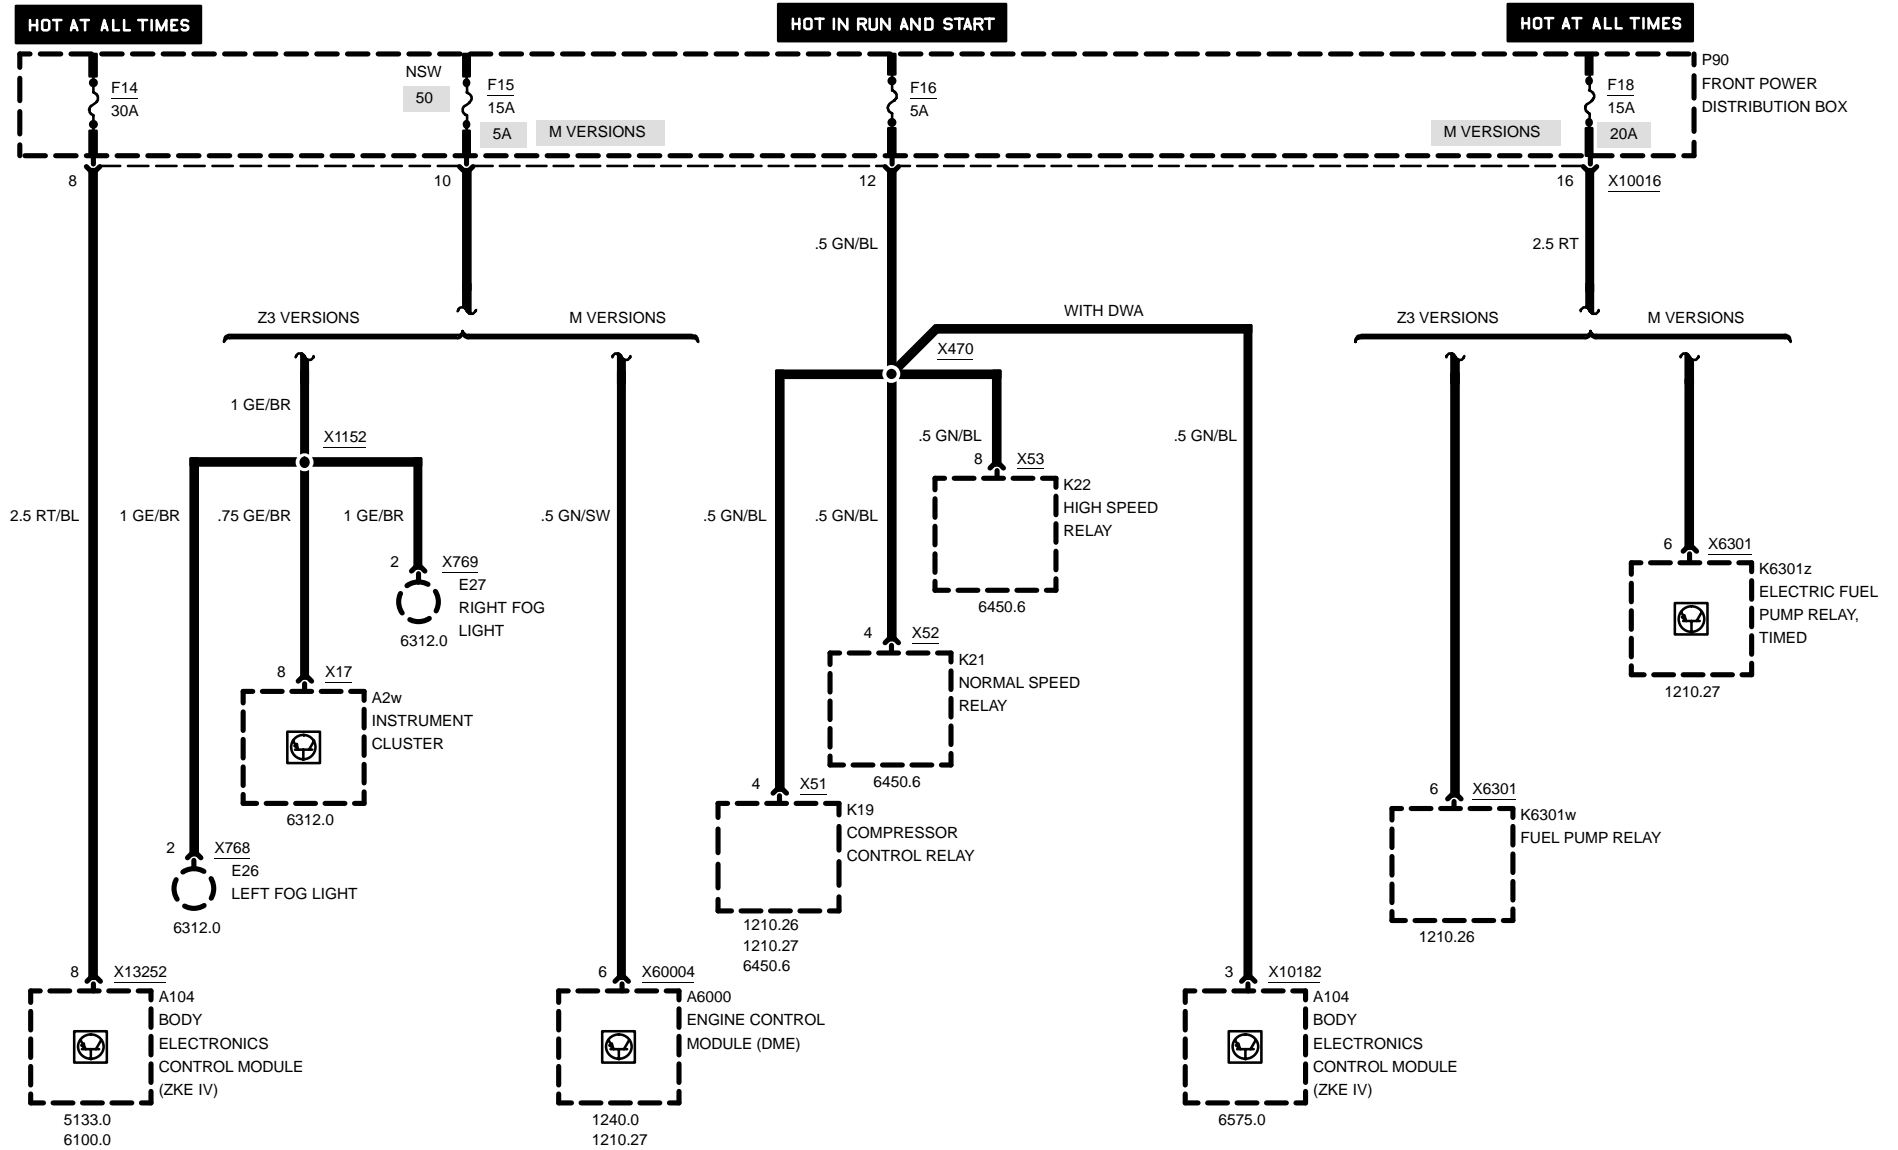 HOT AT ALL TIMES
HOT IN RUN AND START
HOT AT ALL TIMES
F14
30A
NSW
50
F15
15A
5A
M VERSIONS
F16
5A
M VERSIONS
F18
15A
20A
P90
FRONT POWER
DISTRIBUTION BOX
8
10
12
16
X10016
.5 GN/BL
2.5 RT
Z3 VERSIONS
M VERSIONS
WITH DWA
Z3 VERSIONS
M VERSIONS
X470
1 GE/BR
X1152
.5 GN/BL
.5 GN/BL
8
X53
K22
HIGH SPEED
RELAY
6450.6
2.5 RT/BL
1 GE/BR
.75 GE/BR
1 GE/BR
.5 GN/SW
.5 GN/BL
.5 GN/BL
2
X769
E27
RIGHT FOG
LIGHT
6312.0
6
X6301
K6301z
ELECTRIC FUEL
PUMP RELAY,
TIMED
1210.27
4
X52
K21
NORMAL SPEED
RELAY
6450.6
8
X17
A2w
INSTRUMENT
CLUSTER
6312.0
4
X51
K19
COMPRESSOR
CONTROL RELAY
1210.26
1210.27
6450.6
6
X6301
K6301w
FUEL PUMP RELAY
1210.26
2
X768
E26
LEFT FOG LIGHT
6312.0
8
X13252
A104
BODY
ELECTRONICS
CONTROL MODULE
(ZKE IV)
5133.0
6100.0
6
X60004
A6000
ENGINE CONTROL
MODULE (DME)
1240.0
1210.27
3
X10182
A104
BODY
ELECTRONICS
CONTROL MODULE
(ZKE IV)
6575.0